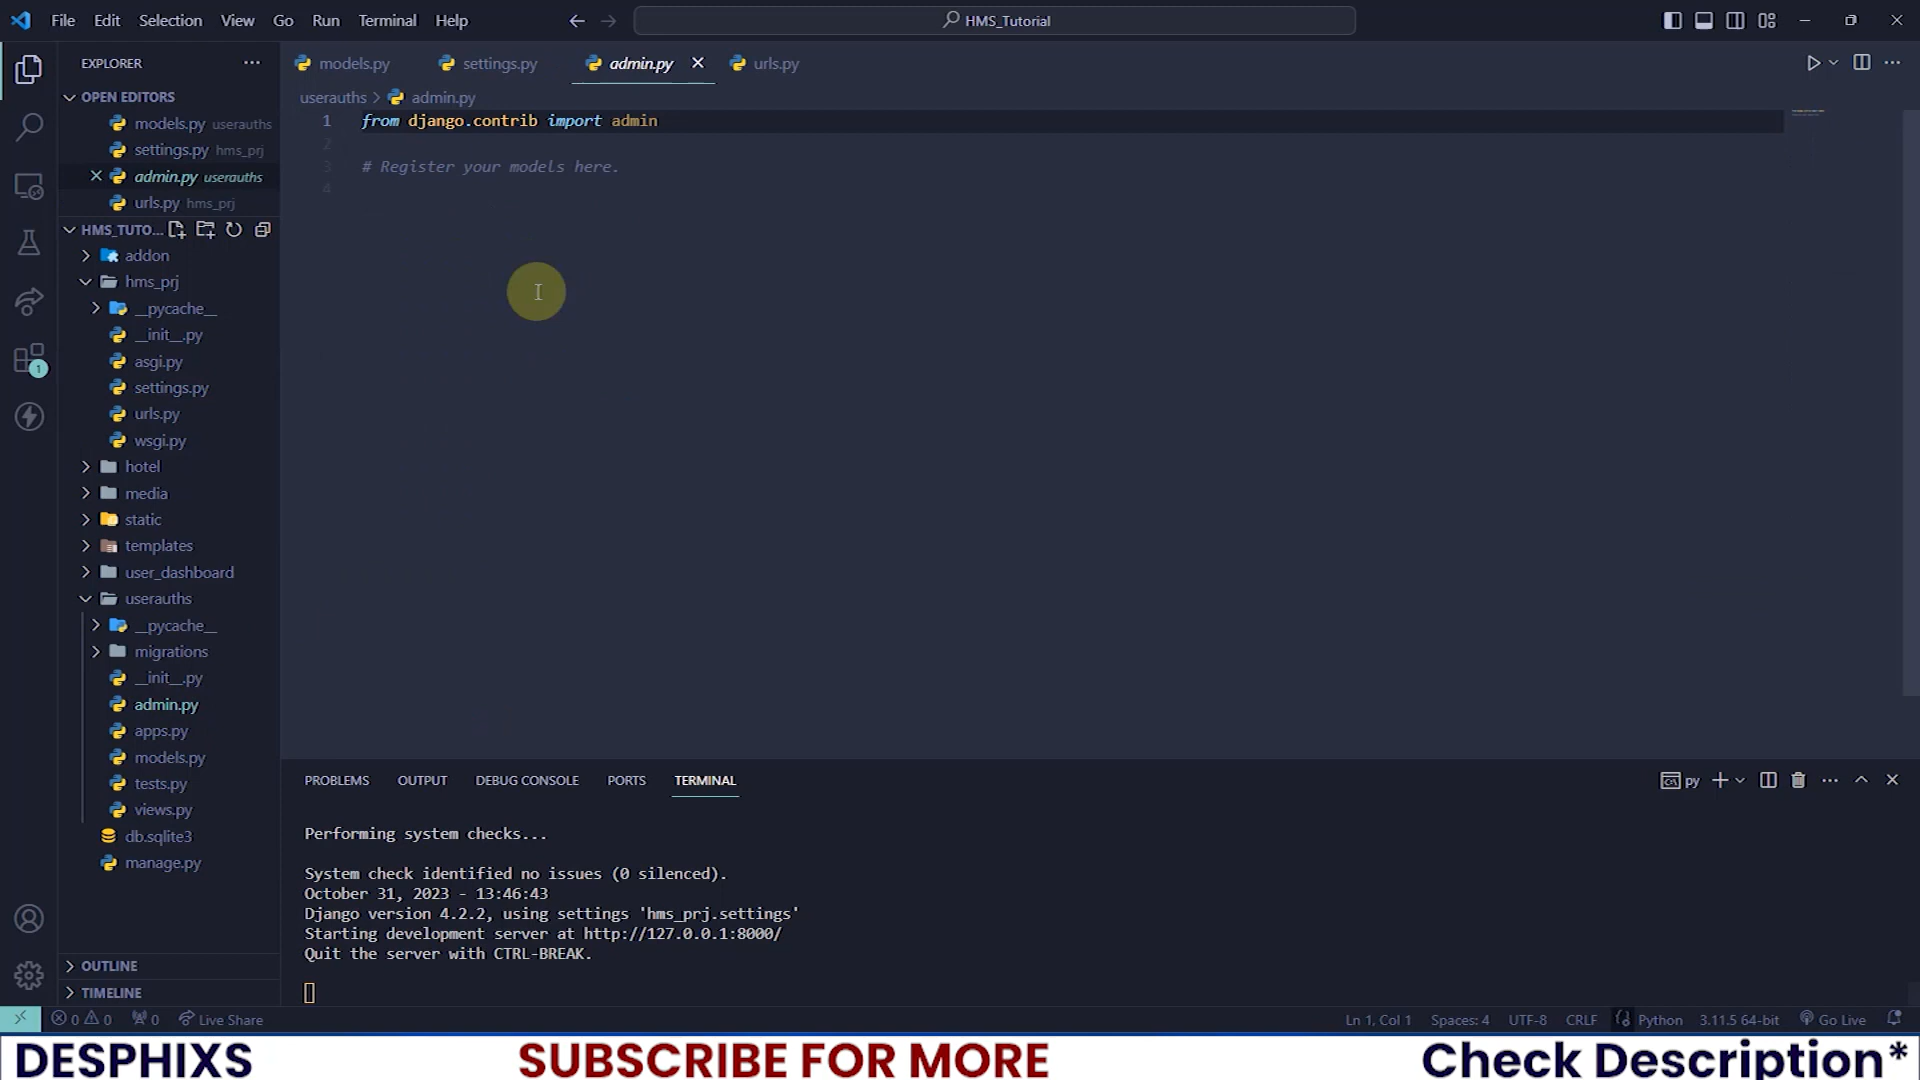 File Edit Selection View Go Run Terminal Help
HMS_Tutorial
EXPLORER
OPEN EDITORS
models.py userauths
settings.py hms_prj
admin.py userauths
urls.py hms_prj
HMS_TUTO...
addon
hms_prj
__pycache__
__init__.py
asgi.py
settings.py
urls.py
wsgi.py
hotel
media
static
templates
user_dashboard
userauths
__pycache__
migrations
__init__.py
admin.py
apps.py
models.py
tests.py
views.py
db.sqlite3
manage.py
OUTLINE
TIMELINE
models.py settings.py admin.py urls.py
userauths > admin.py
1 from django.contrib import admin
2
3 # Register your models here.
4
PROBLEMS OUTPUT DEBUG CONSOLE PORTS TERMINAL
py
Performing system checks...
System check identified no issues (0 silenced).
October 31, 2023 - 13:46:43
Django version 4.2.2, using settings 'hms_prj.settings'
Starting development server at http://127.0.0.1:8000/
Quit the server with CTRL-BREAK.
1
0 0 0 Live Share
Ln 1, Col 1 Spaces: 4 UTF-8 CRLF Python 3.11.5 64-bit Go Live
DESPHIXS SUBSCRIBE FOR MORE Check Description*